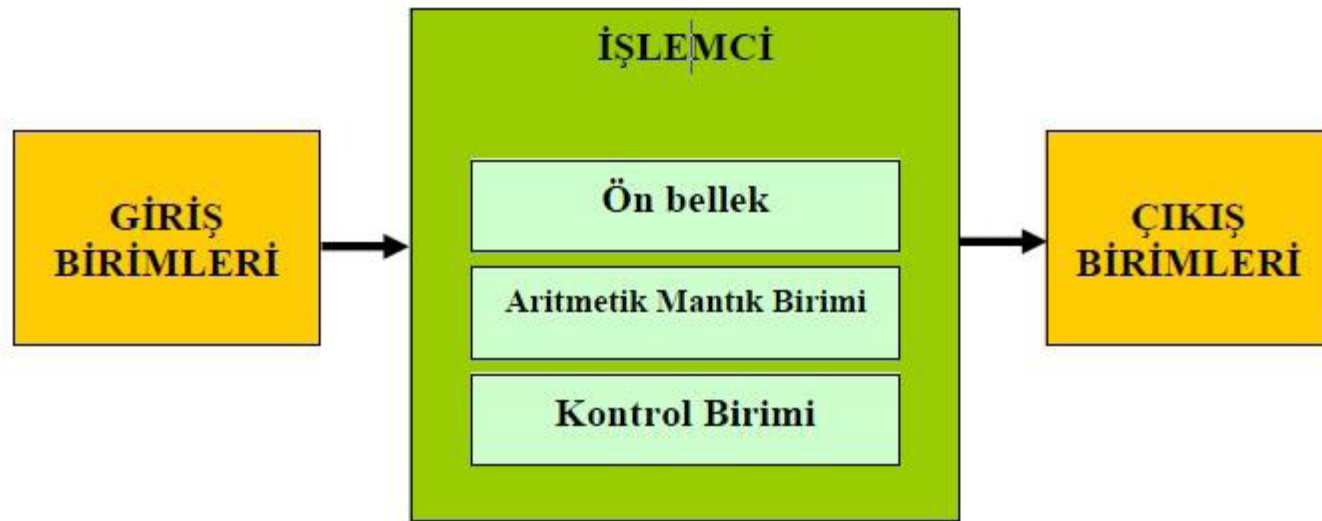 GİRİŞ
BİRİMLERİ
İŞLEMCİ
Ön bellek
Aritmetik Mantık Birimi
Kontrol Birimi
ÇIKIŞ
BİRİMLERİ